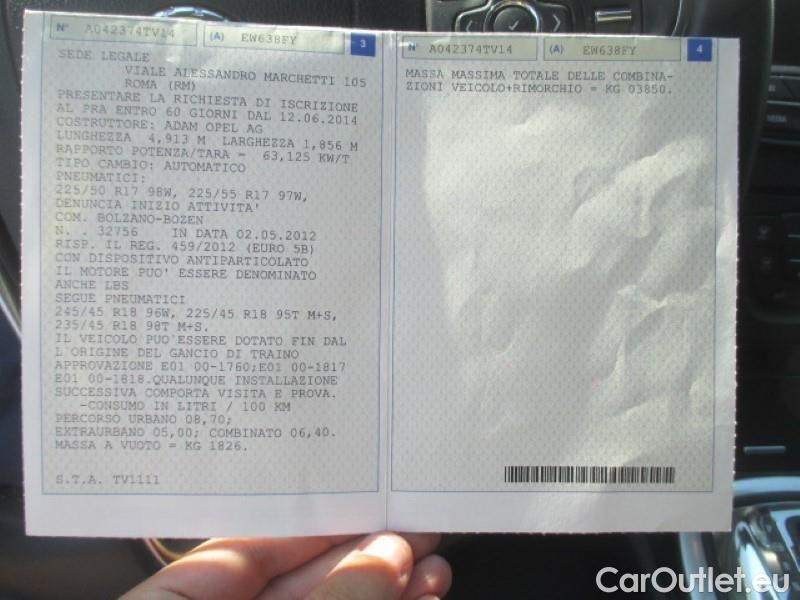 N° A042374TV14 (A) EW638FY 3
SEDE LEGALE
VIALE ALESSANDRO MARCHETTI 105
ROMA (RM)
PRESENTARE LA RICHIESTA DI ISCRIZIONE
AL PRA ENTRO 60 GIORNI DAL 12.06.2014
COSTRUTTORE: ADAM OPEL AG
LUNGHEZZA 4,913 M LARGHEZZA 1,856 M
RAPPORTO POTENZA/TARA = 63,125 KW/T
TIPO CAMBIO: AUTOMATICO
PNEUMATICI:
225/50 R17 98W, 225/55 R17 97W,
DENUNCIA INIZIO ATTIVITA'
COM. BOLZANO-BOZEN
N. . 32756 IN DATA 02.05.2012
RISP. IL REG. 459/2012 (EURO 5B)
CON DISPOSITIVO ANTIPARTICOLATO
IL MOTORE PUO' ESSERE DENOMINATO
ANCHE LBS
SEGUE PNEUMATICI
245/45 R18 96W, 225/45 R18 95T M+S,
235/45 R18 98T M+S.
IL VEICOLO PUO'ESSERE DOTATO FIN DAL
L'ORIGINE DEL GANCIO DI TRAINO
APPROVAZIONE E01 00-1760;E01 00-1817
E01 00-1818.QUALUNQUE INSTALLAZIONE
SUCCESSIVA COMPORTA VISITA E PROVA.
-CONSUMO IN LITRI / 100 KM
PERCORSO URBANO 08,70;
EXTRAURBANO 05,00; COMBINATO 06,40.
MASSA A VUOTO = KG 1826.
S.T.A. TV1111
N° A042374TV14 (A) EW638FY 4
MASSA MASSIMA TOTALE DELLE COMBINA-
ZIONI VEICOLO+RIMORCHIO = KG 03850.
MEDIA
CarOutlet.eu